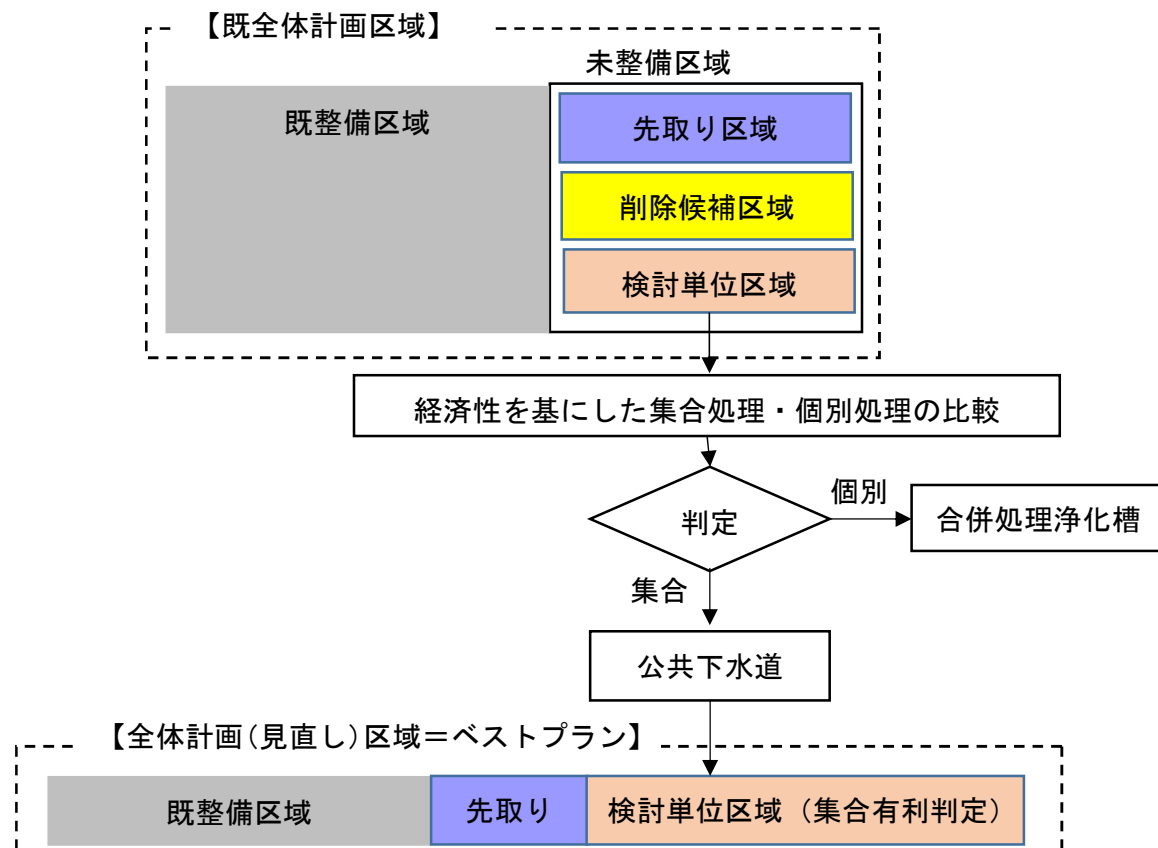 【既全体計画区域】
未整備区域
既整備区域
先取り区域
削除候補区域
検討単位区域
経済性を基にした集合処理・個別処理の比較
判定
個別
合併処理浄化槽
集合
公共下水道
【全体計画(見直し)区域＝ベストプラン】
既整備区域
先取り
検討単位区域（集合有利判定）